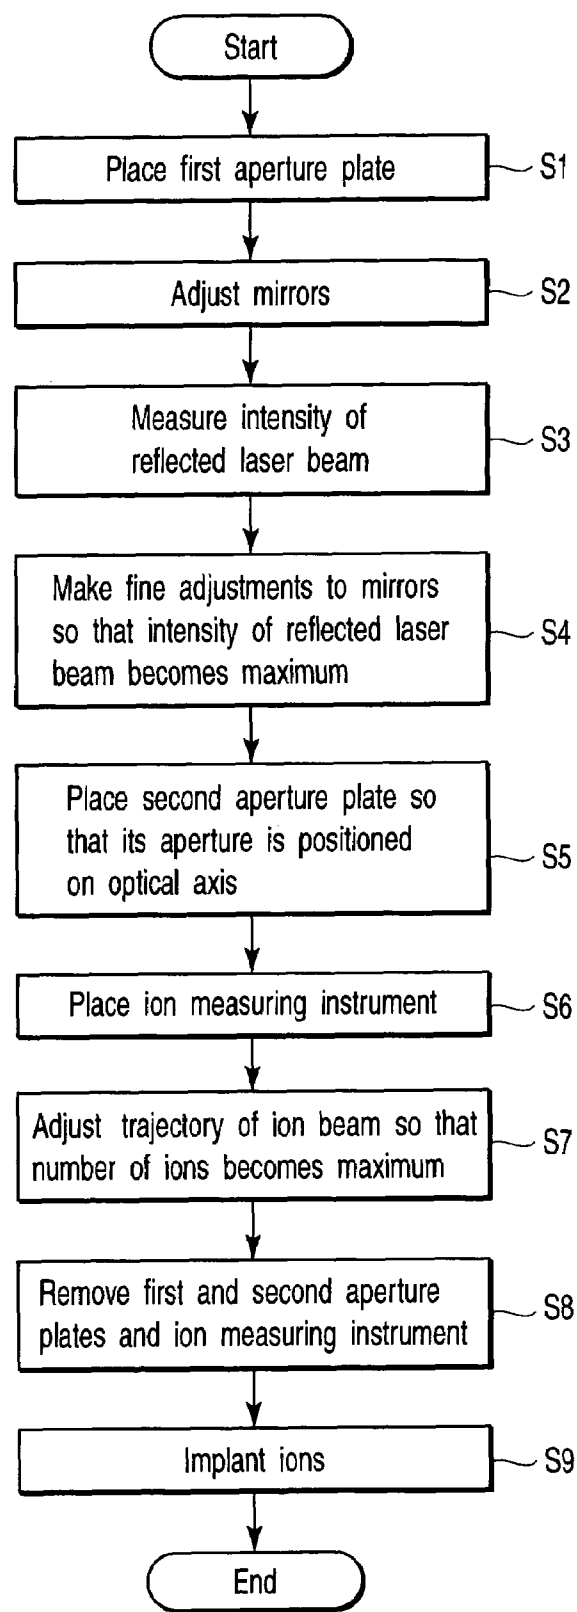 Start
Place first aperture plate
S1
Adjust mirrors
S2
Measure intensity of
reflected laser beam
S3
Make fine adjustments to mirrors
so that intensity of reflected laser
beam becomes maximum
S4
Place second aperture plate so
that its aperture is positioned
on optical axis
S5
Place ion measuring instrument
S6
Adjust trajectory of ion beam so that
number of ions becomes maximum
S7
Remove first and second aperture
plates and ion measuring instrument
S8
Implant ions
S9
End